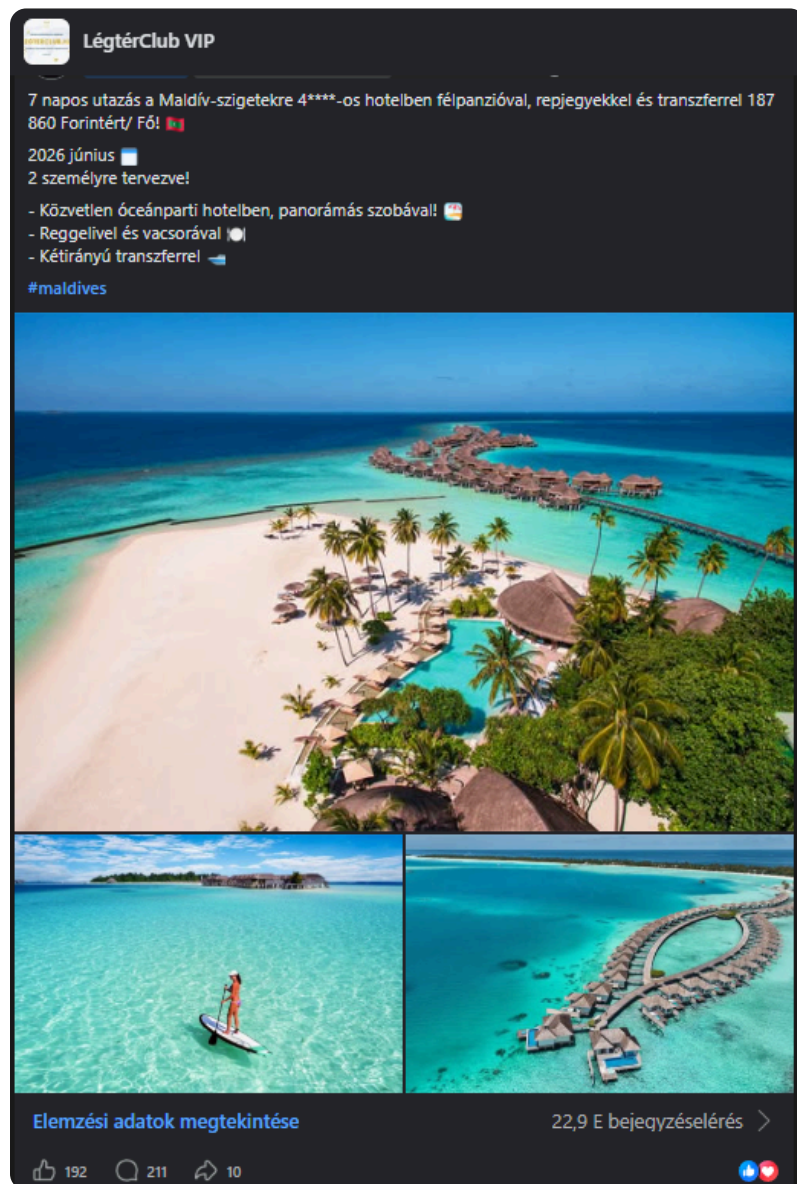 LégtérClub VIP
7 napos utazás a Maldív-szigetekre 4****-os hotelben félpanzióval, repjegyekkel és transzferrel 187
860 Forintért/ Fő! 🇲🇻
2026 június 🗓️
2 személyre tervezve!
- Közvetlen óceánparti hotelben, panorámás szobával! 🏖️
- Reggelivel és vacsorával 🍽️
- Kétirányú transzferrel 🚤
#maldives
Elemzési adatok megtekintése
22,9 E bejegyzéselérés
192 211 10